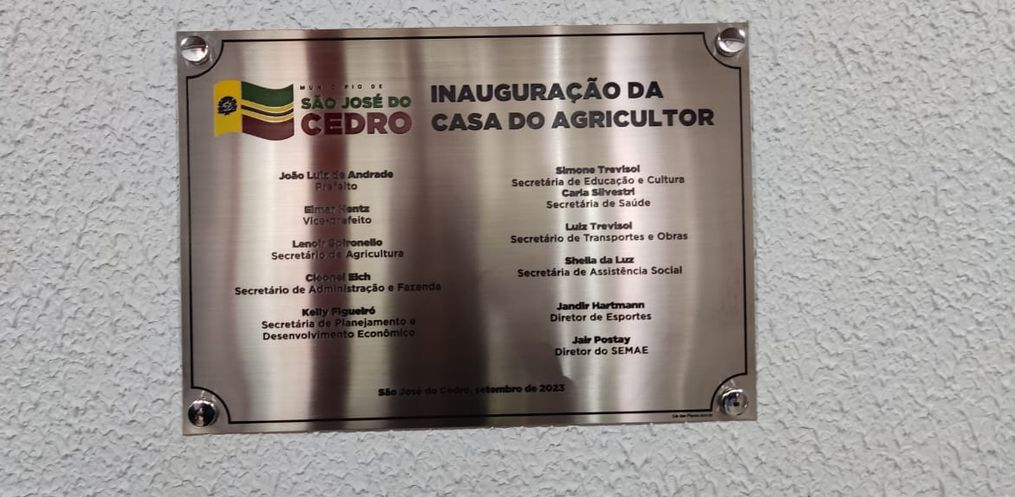 MUNICÍPIO DE
SÃO JOSÉ DO
CEDRO
INAUGURAÇÃO DA
CASA DO AGRICULTOR
João Luiz de Andrade
Prefeito
Elmar Hentz
Vice-prefeito
Lenoir
Secretário de Agricultura
Cleonei Eich
Secretário de Administração e Fazenda
Kelly Figueiró
Secretária de Planejamento e
Desenvolvimento Econômico
Simone Trevisol
Secretária de Educação e Cultura
Carla Silvestri
Secretária de Saúde
Luiz Trevisol
Secretário de Transportes e Obras
Sheila da Luz
Secretária de Assistência Social
Jandir Hartmann
Diretor de Esportes
Jair Postay
Diretor do SEMAE
São José do Cedro, setembro de 2023